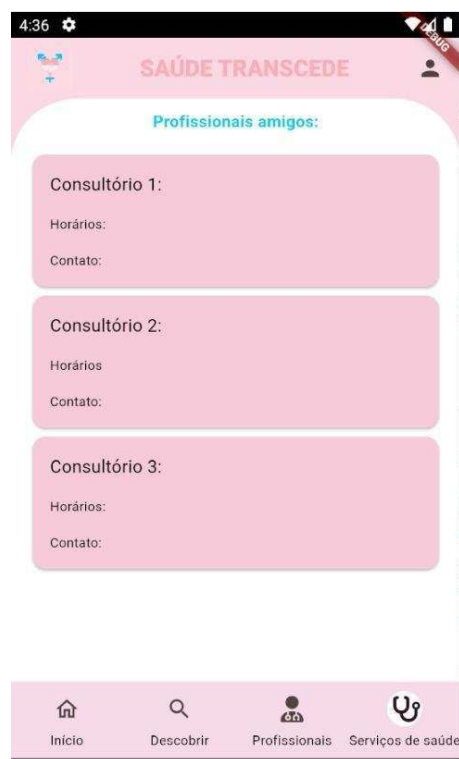 4:36
DEBUG
SAÚDE TRANSCEDE
Profissionais amigos:
Consultório 1:
Horários:
Contato:
Consultório 2:
Horários
Contato:
Consultório 3:
Horários:
Contato:
Início
Descobrir
Profissionais
Serviços de saúde